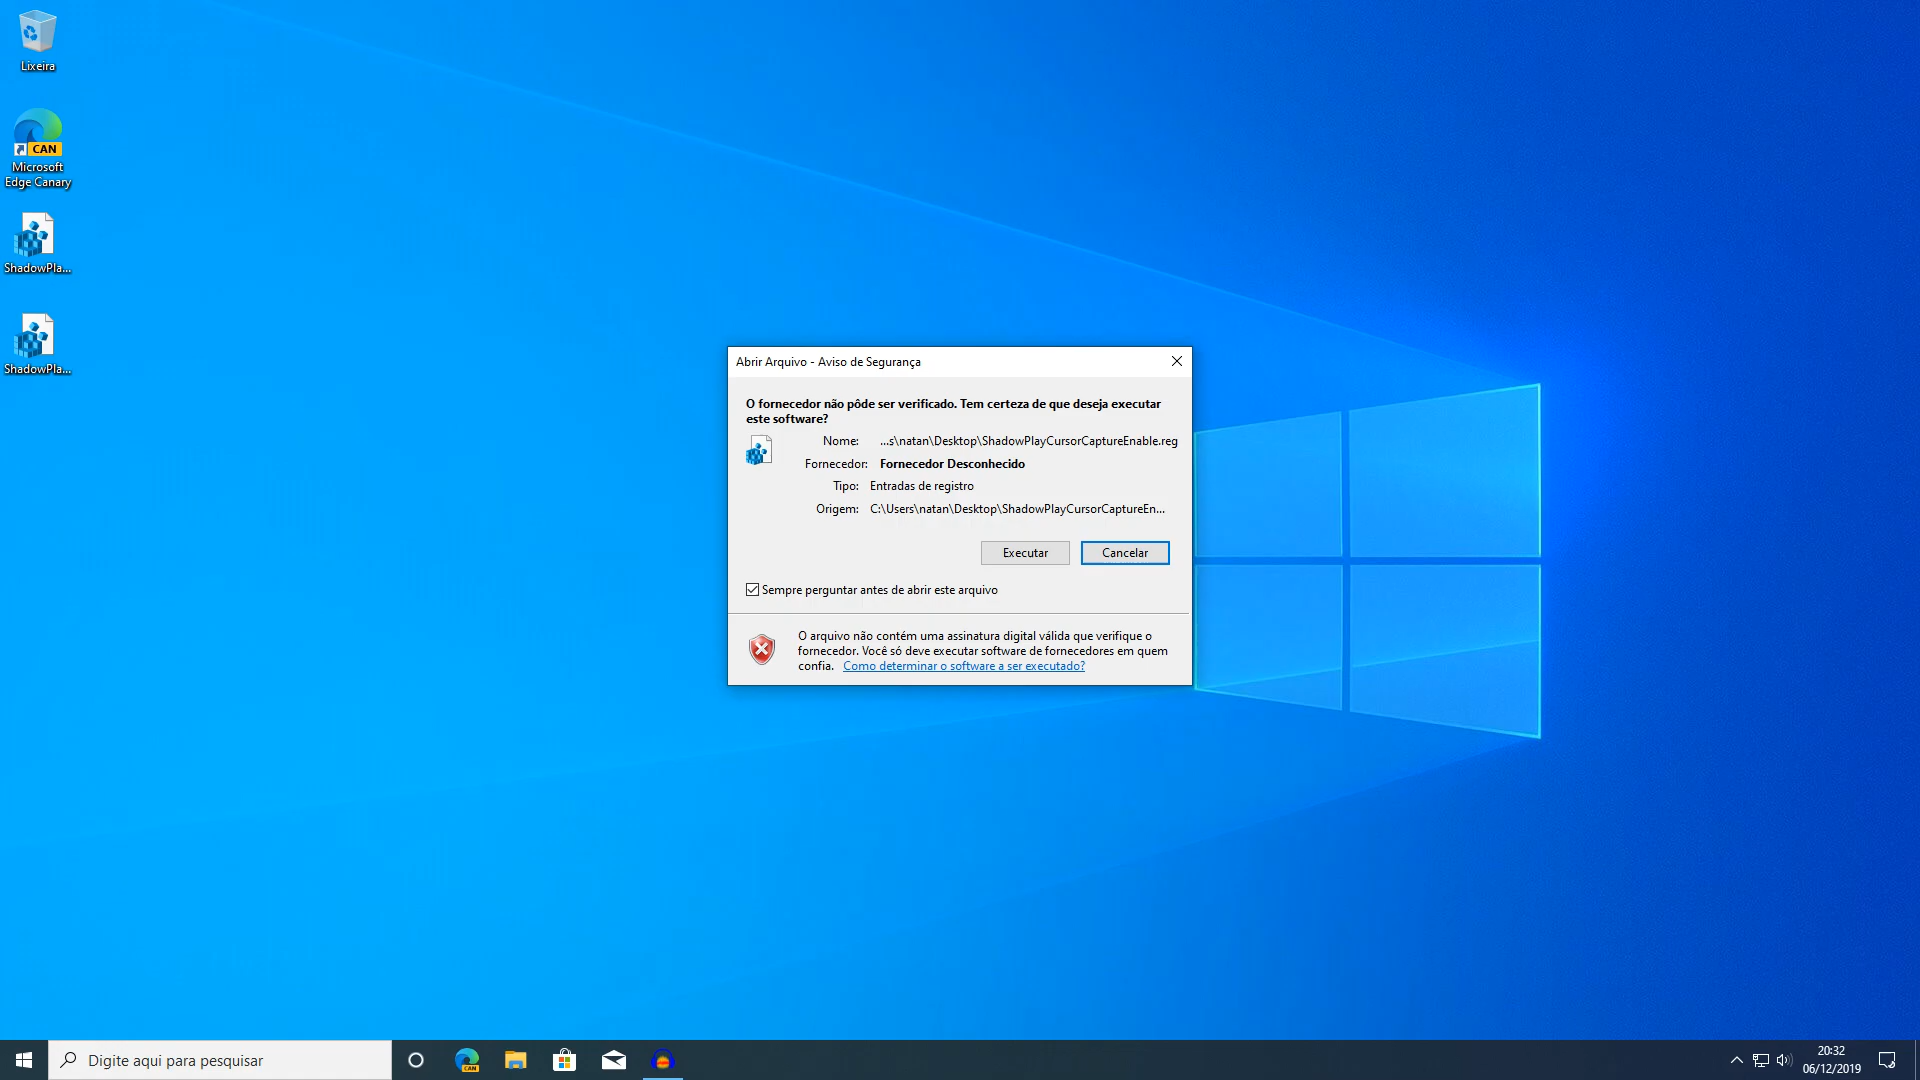 Lixeira
CAN
Microsoft
Edge Canary
ShadowPla...
ShadowPla...
Abrir Arquivo - Aviso de Segurança
O fornecedor não pôde ser verificado. Tem certeza de que deseja executar
este software?
Nome: ...s\natan\Desktop\ShadowPlayCursorCaptureEnable.reg
Fornecedor: Fornecedor Desconhecido
Tipo: Entradas de registro
Origem: C:\Users\natan\Desktop\ShadowPlayCursorCaptureEn...
Executar Cancelar
Sempre perguntar antes de abrir este arquivo
O arquivo não contém uma assinatura digital válida que verifique o
fornecedor. Você só deve executar software de fornecedores em quem
confia. Como determinar o software a ser executado?
Digite aqui para pesquisar
CAN
20:32
06/12/2019